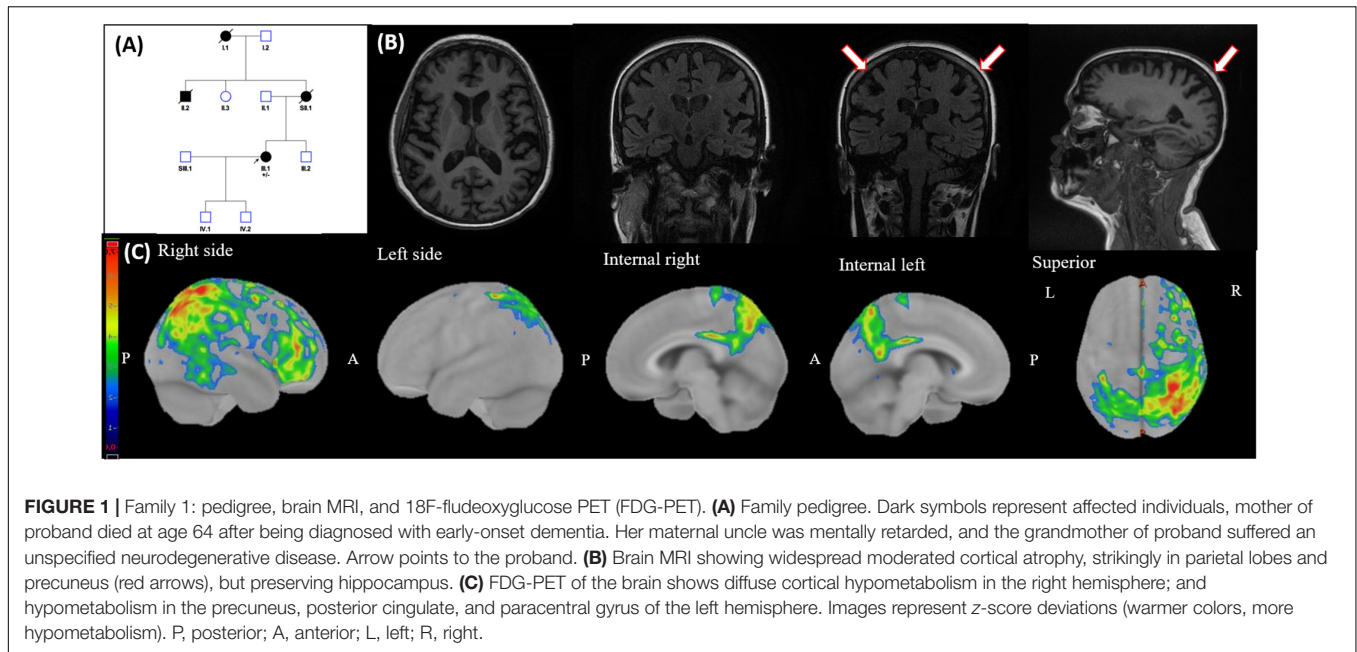 (A)
I.1
I.2
II.2
II.3
II.1
SII.1
SIII.1
III.1
+/-
III.2
IV.1
IV.2
(B)
(C)
Right side
Left side
Internal right
Internal left
Superior
P
A
P
A
P
L
R
FIGURE 1 | Family 1: pedigree, brain MRI, and 18F-fludeoxyglucose PET (FDG-PET). (A) Family pedigree. Dark symbols represent affected individuals, mother of
proband died at age 64 after being diagnosed with early-onset dementia. Her maternal uncle was mentally retarded, and the grandmother of proband suffered an
unspecified neurodegenerative disease. Arrow points to the proband. (B) Brain MRI showing widespread moderated cortical atrophy, strikingly in parietal lobes and
precuneus (red arrows), but preserving hippocampus. (C) FDG-PET of the brain shows diffuse cortical hypometabolism in the right hemisphere; and
hypometabolism in the precuneus, posterior cingulate, and paracentral gyrus of the left hemisphere. Images represent z-score deviations (warmer colors, more
hypometabolism). P, posterior; A, anterior; L, left; R, right.